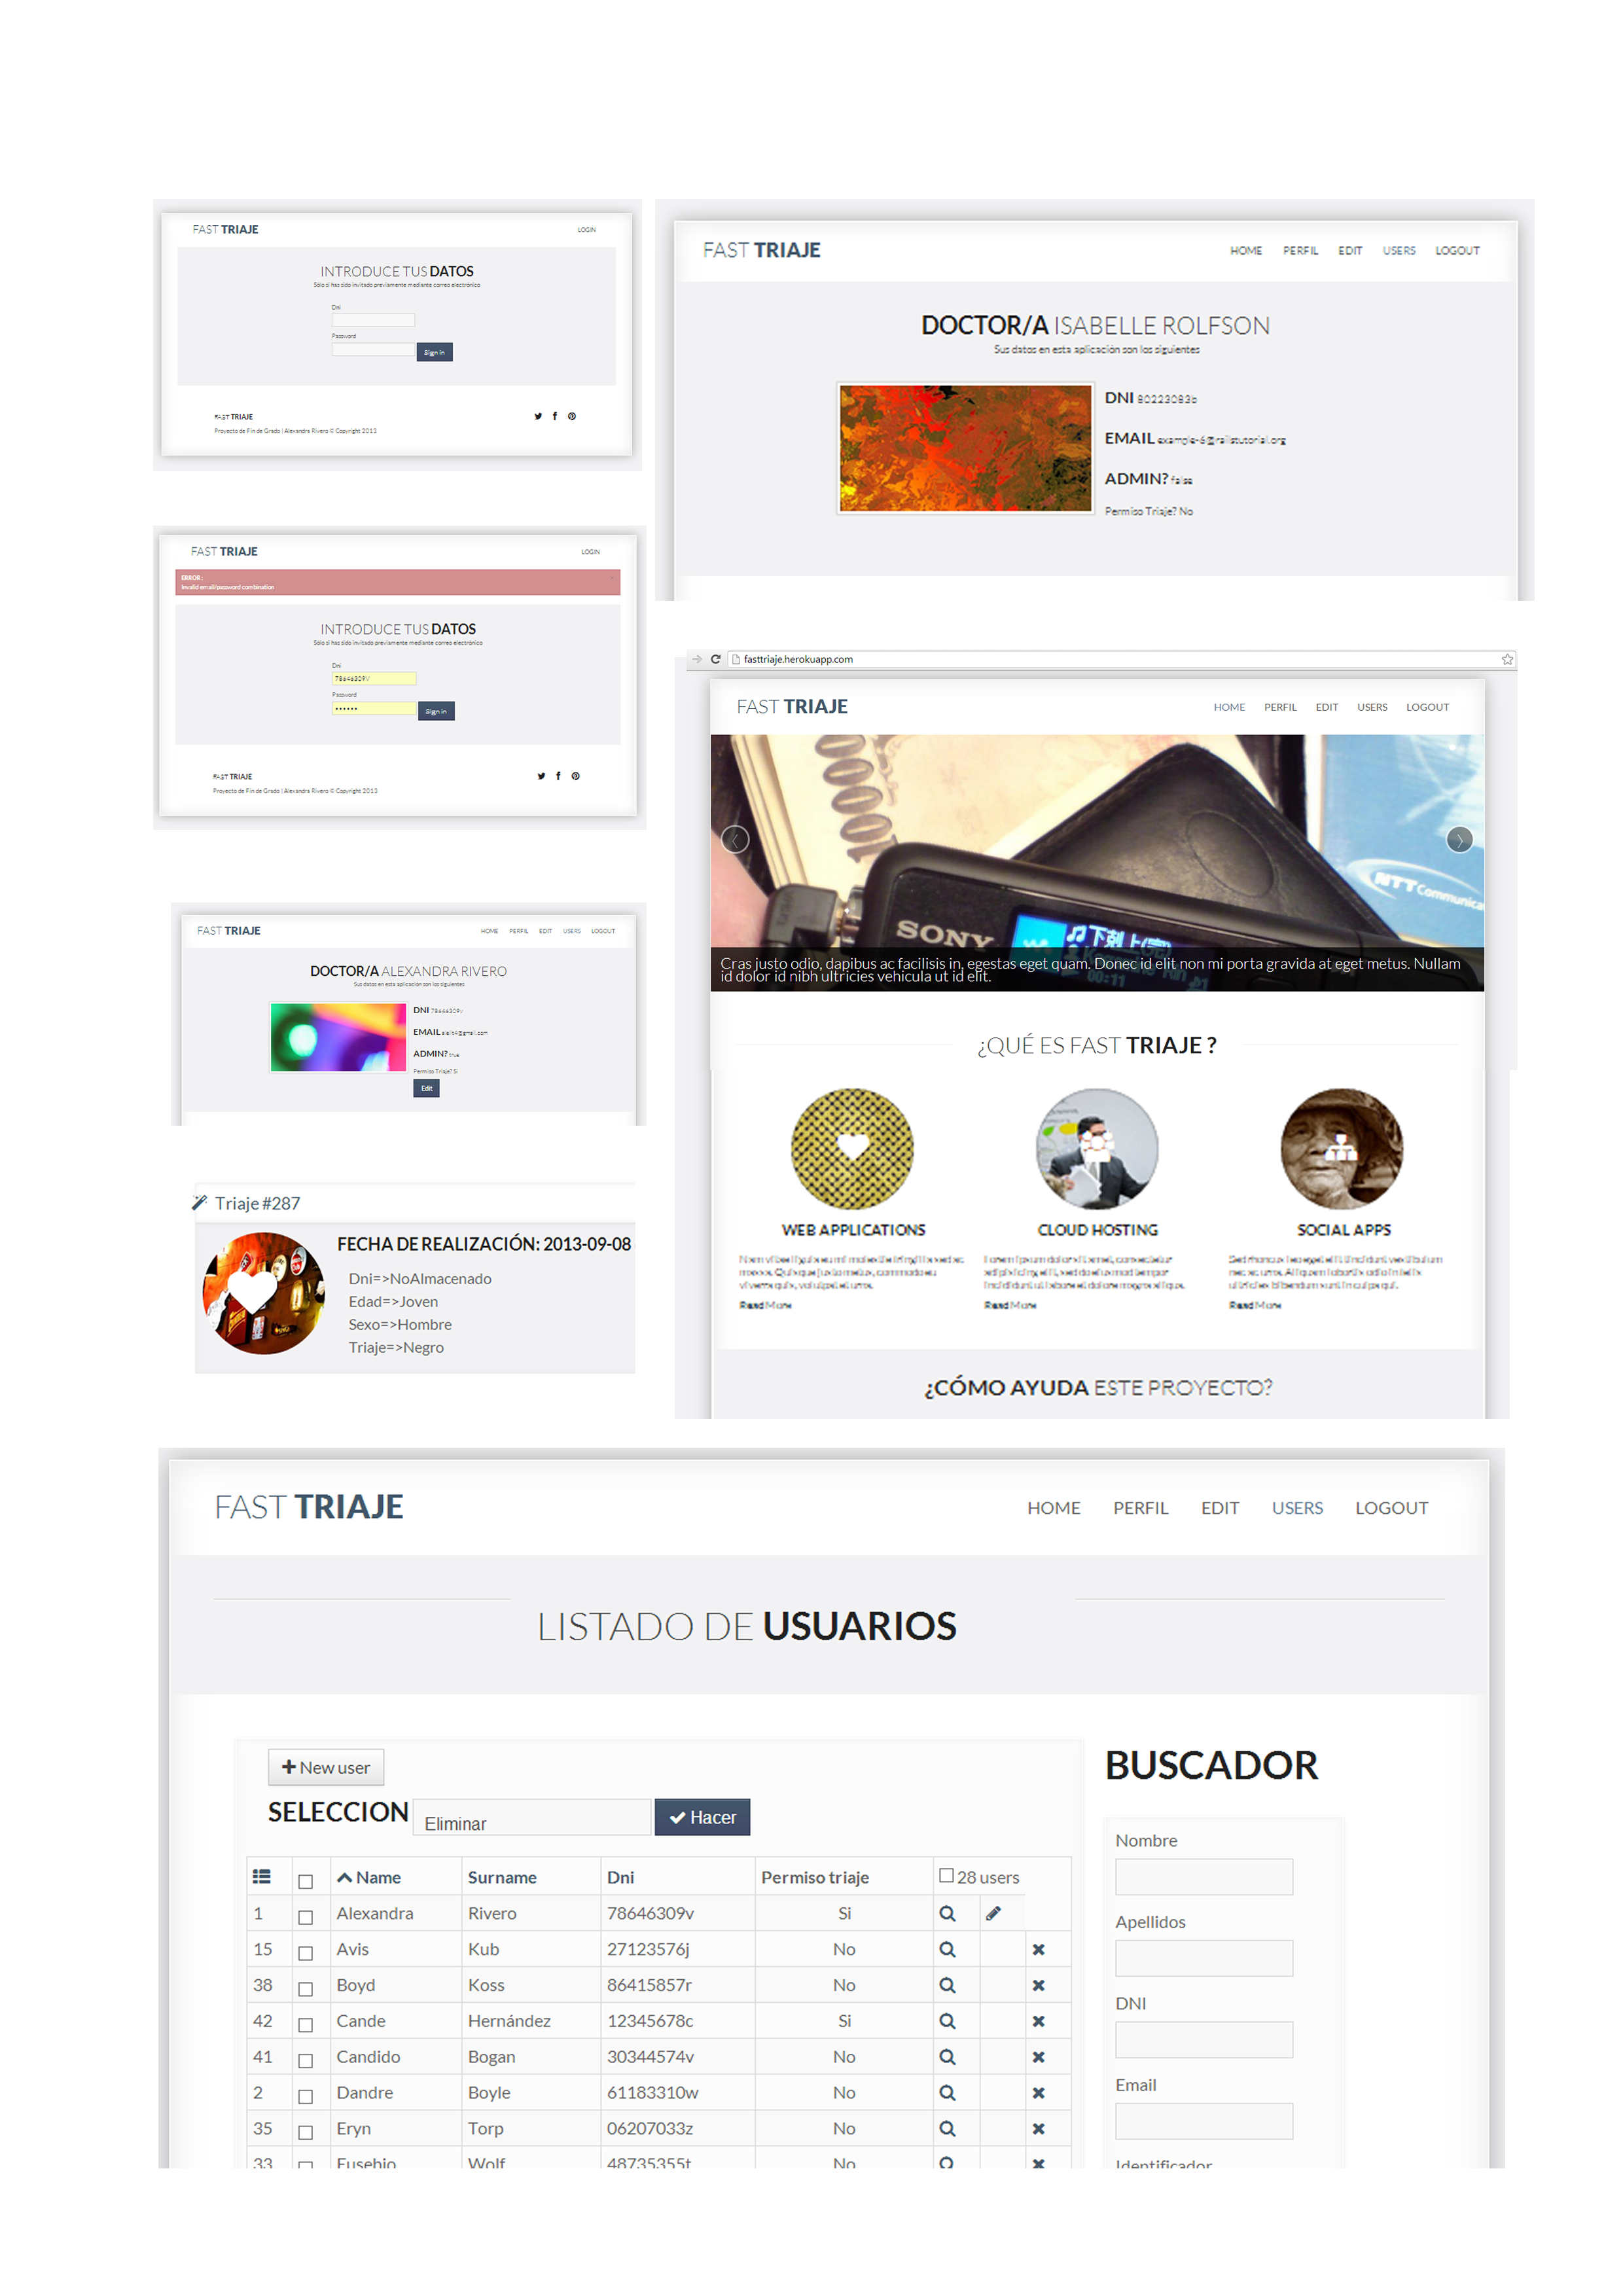 FAST TRIAJE
LOGIN
INTRODUCE TUS DATOS
Sólo si has sido invitado previamente mediante correo electrónico
Dni
Password
Sign in
FAST TRIAJE
Proyecto de Fin de Grado | Alexandra Rivero © Copyright 2013
FAST TRIAJE
HOME PERFIL EDIT USERS LOGOUT
DOCTOR/A ISABELLE ROLFSON
Sus datos en esta aplicación son los siguientes
DNI 80223083b
EMAIL example-6@railstutorial.org
ADMIN? false
Permiso Triaje? No
FAST TRIAJE
LOGIN
ERROR:
Invalid email/password combination
INTRODUCE TUS DATOS
Sólo si has sido invitado previamente mediante correo electrónico
Dni
78646309V
Password
••••••
Sign in
FAST TRIAJE
Proyecto de Fin de Grado | Alexandra Rivero © Copyright 2013
fasttriaje.herokuapp.com
FAST TRIAJE
HOME PERFIL EDIT USERS LOGOUT
1000
NTT Communica
SONY
下剋上(完)
00:11
Cras justo odio, dapibus ac facilisis in, egestas eget quam. Donec id elit non mi porta gravida at eget metus. Nullam
id dolor id nibh ultricies vehicula ut id elit.
¿QUÉ ES FAST TRIAJE ?
WEB APPLICATIONS
CLOUD HOSTING
SOCIAL APPS
Read More
Read More
Read More
¿CÓMO AYUDA ESTE PROYECTO?
FAST TRIAJE
HOME PERFIL EDIT USERS LOGOUT
DOCTOR/A ALEXANDRA RIVERO
Sus datos en esta aplicación son los siguientes
DNI 78646309v
EMAIL
ADMIN? true
Permiso Triaje? Si
Edit
Triaje #287
FECHA DE REALIZACIÓN: 2013-09-08
Dni=>NoAlmacenado
Edad=>Joven
Sexo=>Hombre
Triaje=>Negro
FAST TRIAJE
HOME PERFIL EDIT USERS LOGOUT
LISTADO DE USUARIOS
New user
SELECCION Eliminar Hacer
Name Surname Dni Permiso triaje 28 users
1 Alexandra Rivero 78646309v Si
15 Avis Kub 27123576j No
38 Boyd Koss 86415857r No
42 Cande Hernández 12345678c Si
41 Candido Bogan 30344574v No
2 Dandre Boyle 61183310w No
35 Eryn Torp 06207033z No
33 Eusebio Wolf 48735355t No
BUSCADOR
Nombre
Apellidos
DNI
Email
Identificador